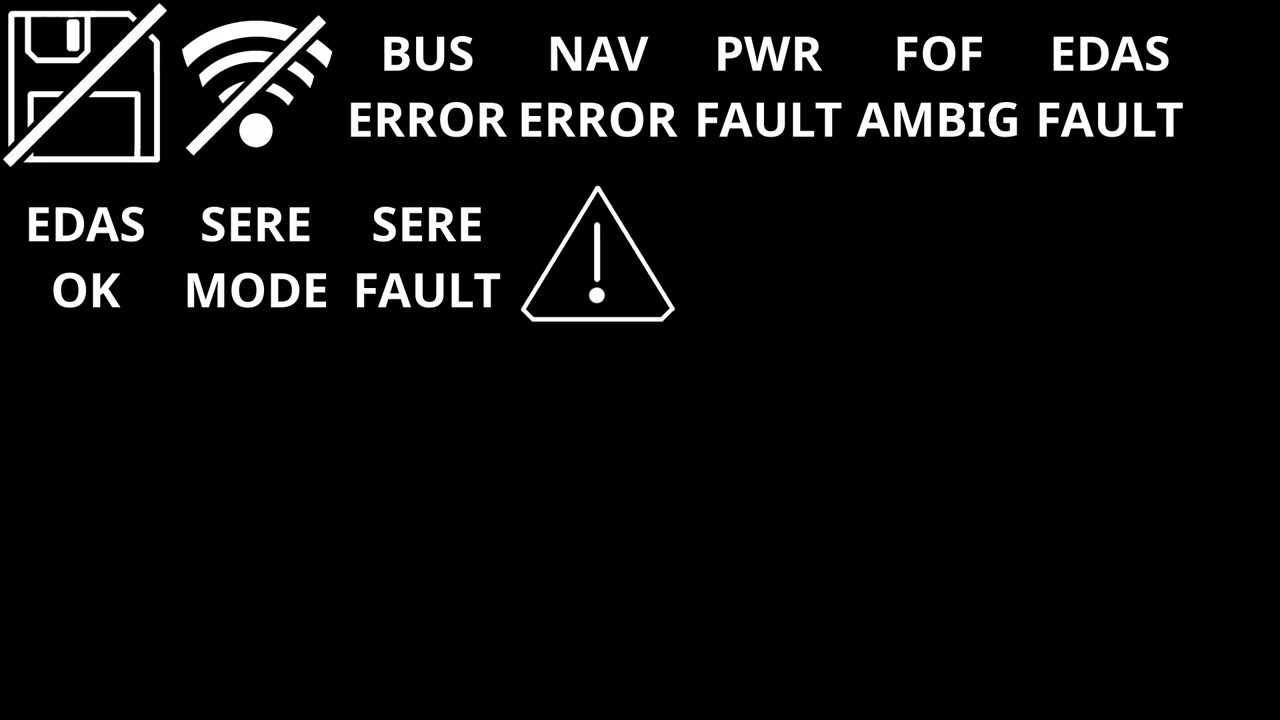 BUS NAV PWR FOF EDAS
ERROR ERROR FAULT AMBIG FAULT
EDAS SERE SERE
OK MODE FAULT